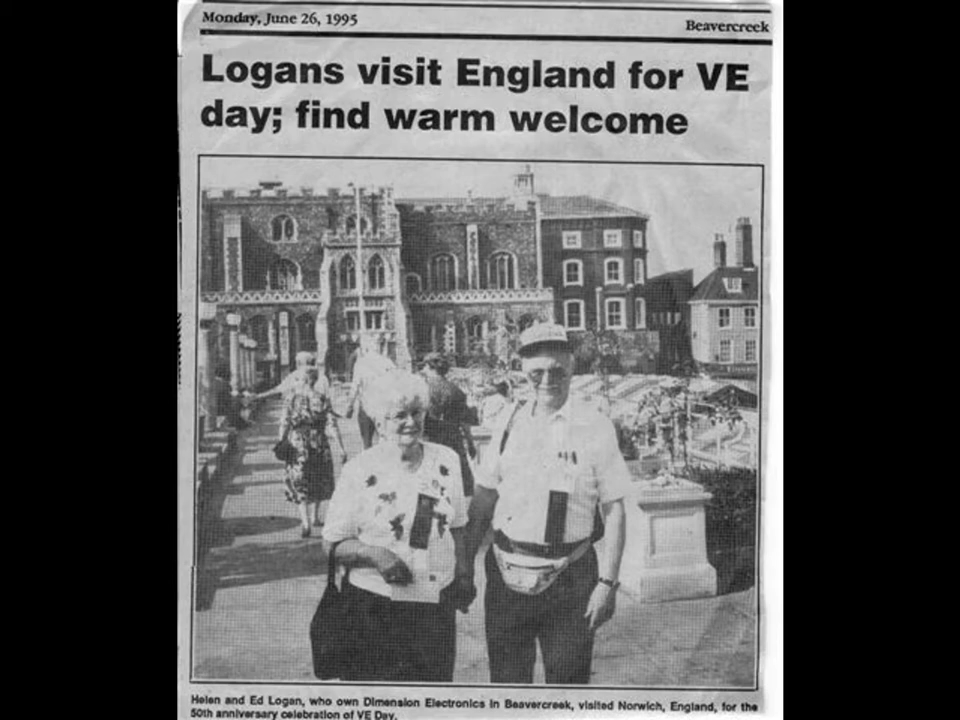 Monday, June 26, 1995
Beavercreek
Logans visit England for VE
day; find warm welcome
Helen and Ed Logan, who own Dimension Electronics in Beavercreek, visited Norwich, England, for the
50th anniversary celebration of VE Day.